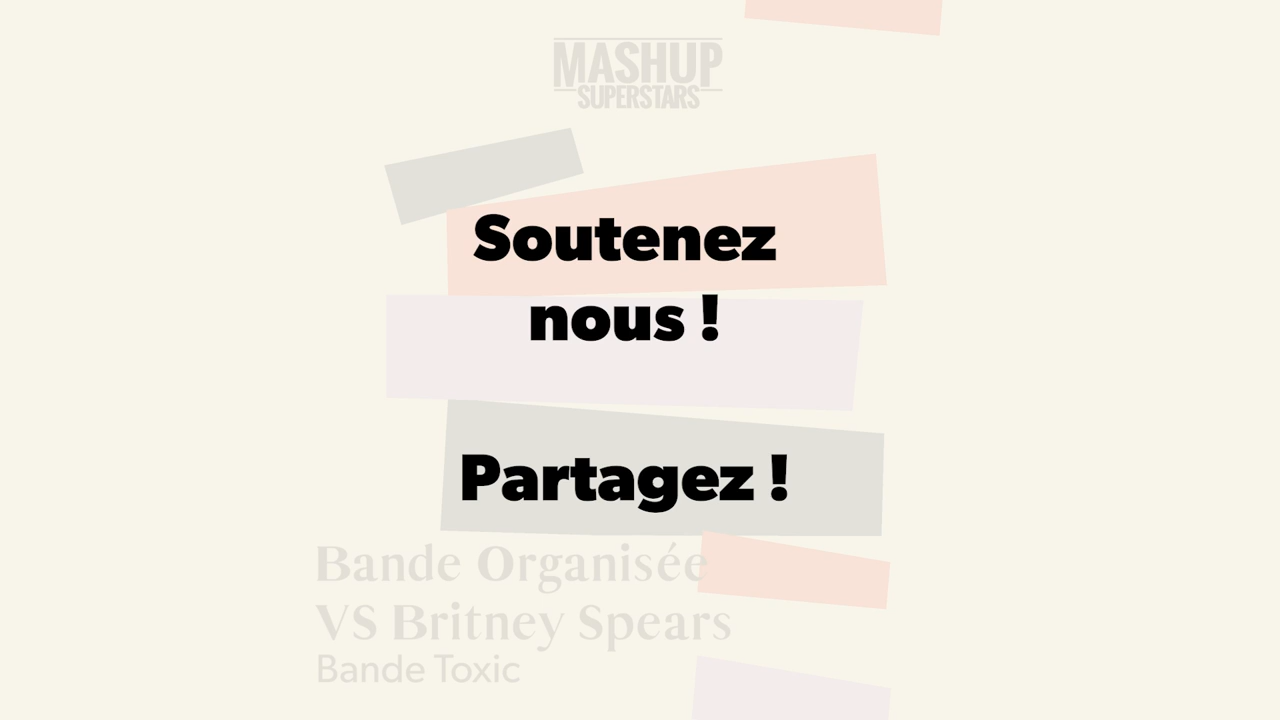 MASHUP
SUPERSTARS
Soutenez
nous !
Partagez !
Bande Organisée
VS Britney Spears
Bande Toxic